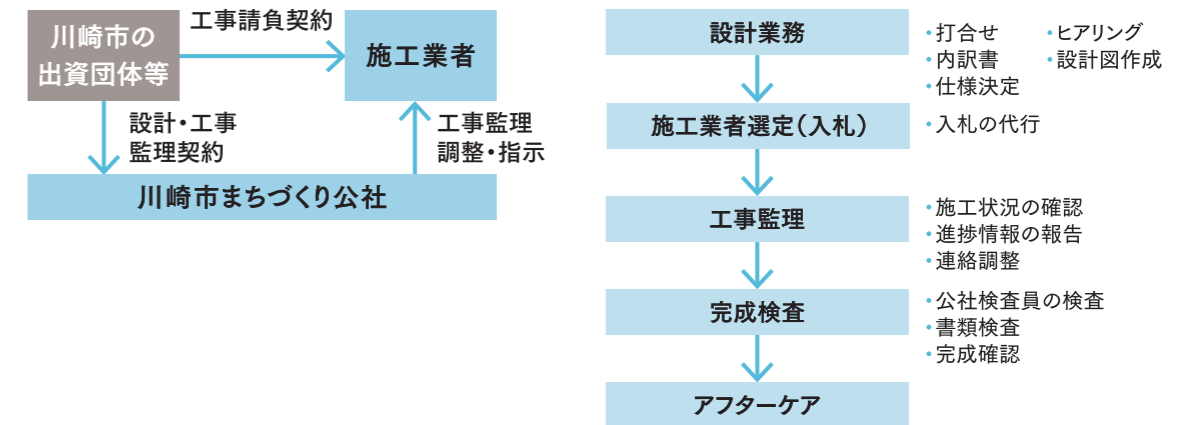 川崎市の
出資団体等
工事請負契約
施工業者
設計・工事
監理契約
工事監理
調整・指示
川崎市まちづくり公社
設計業務
・打合せ
・ヒアリング
・内訳書
・設計図作成
・仕様決定
施工業者選定（入札）
・入札の代行
工事監理
・施工状況の確認
・進捗情報の報告
・連絡調整
完成検査
・公社検査員の検査
・書類検査
・完成確認
アフターケア